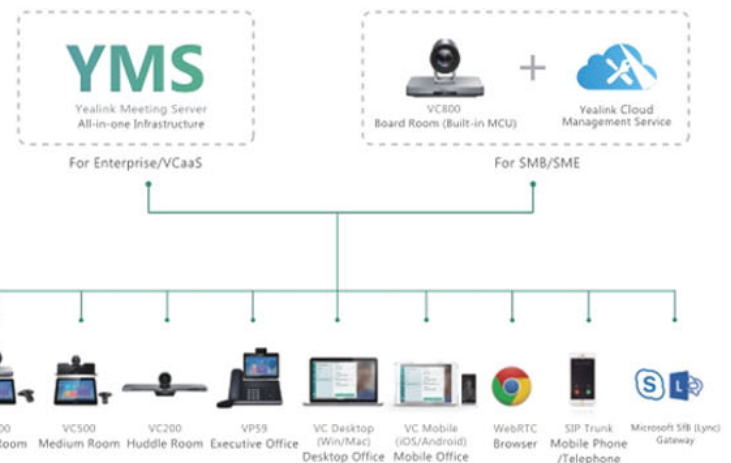 YMS
Yealink Meeting Server
All-in-one Infrastructure
For Enterprise/VCaaS
+
VC800
Board Room (Built-in MCU)
Yealink Cloud
Management Service
For SMB/SME
00
Room
VC500
Medium Room
VC200
Huddle Room
VP59
Executive Office
VC Desktop
(Win/Mac)
Desktop Office
VC Mobile
(iOS/Android)
Mobile Office
WebRTC
Browser
SIP Trunk
Mobile Phone
/Telephone
S
L
Microsoft SfB (Lync)
Gateway